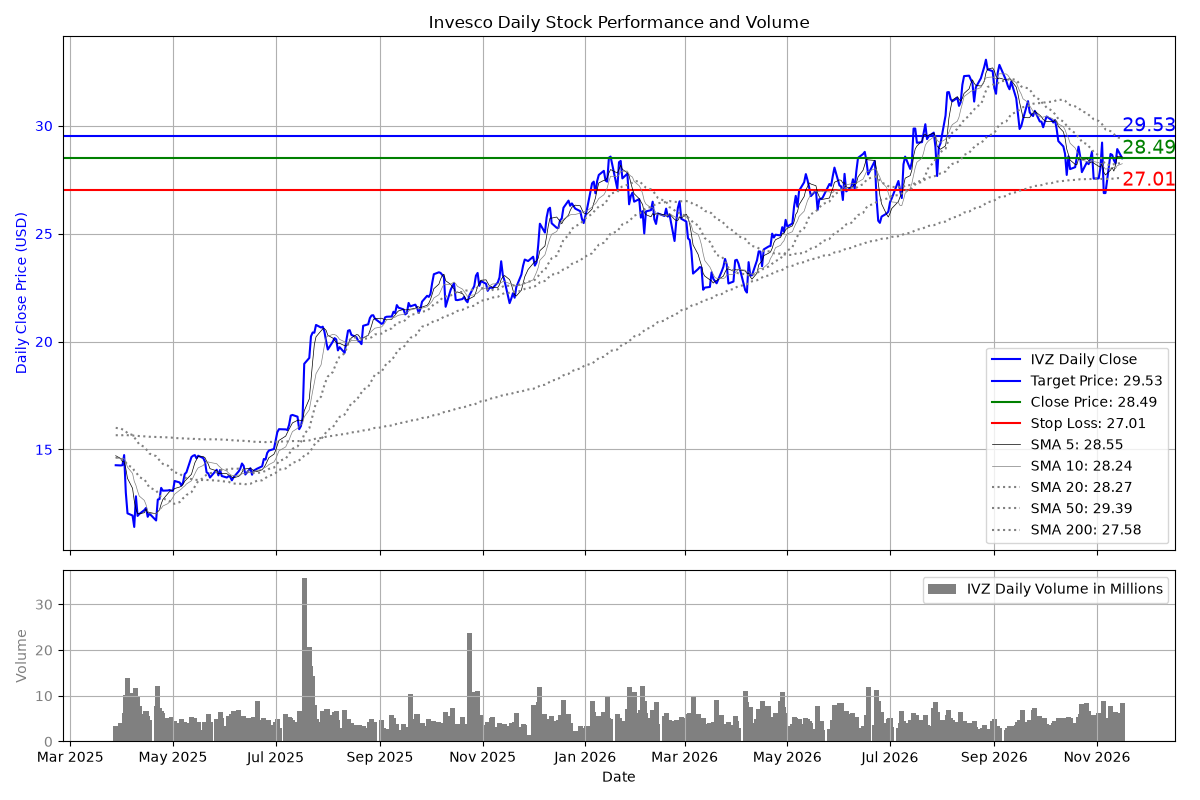 Invesco Daily Stock Performance and Volume
Daily Close Price (USD)
30
25
20
15
29.53
28.49
27.01
IVZ Daily Close
Target Price: 29.53
Close Price: 28.49
Stop Loss: 27.01
SMA 5: 28.55
SMA 10: 28.24
SMA 20: 28.27
SMA 50: 29.39
SMA 200: 27.58
Volume
30
20
10
0
IVZ Daily Volume in Millions
Mar 2025 May 2025 Jul 2025 Sep 2025 Nov 2025 Jan 2026 Mar 2026 May 2026 Jul 2026 Sep 2026 Nov 2026
Date